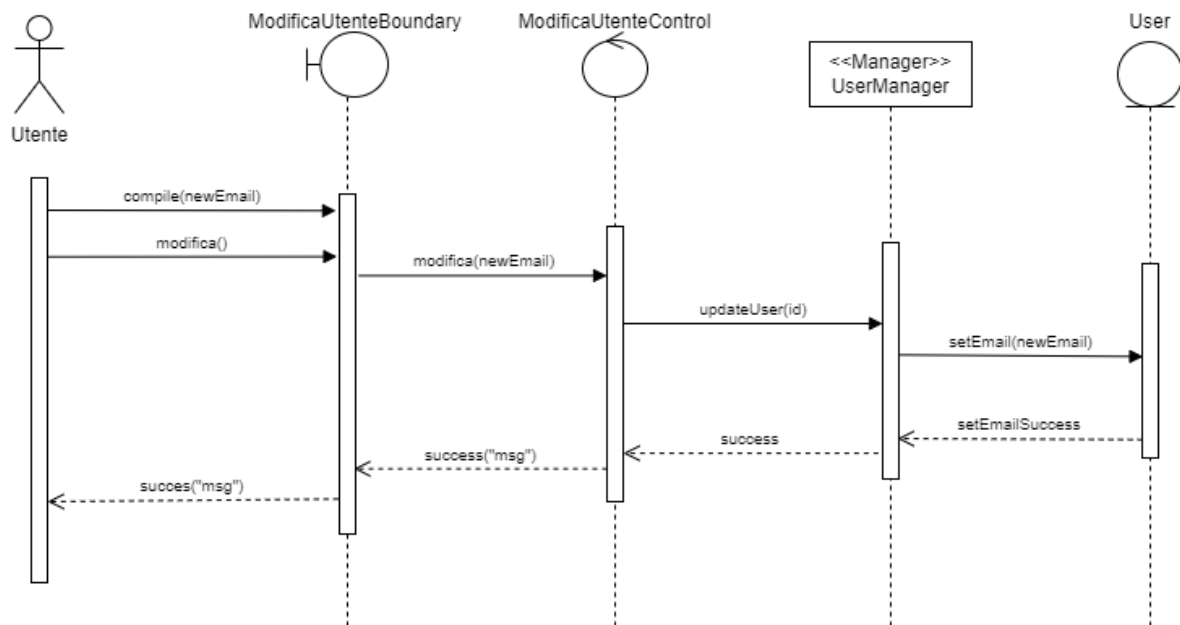 ModificaUtenteBoundary
ModificaUtenteControl
User
<<Manager>>
UserManager
Utente
compile(newEmail)
modifica()
modifica(newEmail)
updateUser(id)
setEmail(newEmail)
setEmailSuccess
success
success("msg")
succes("msg")